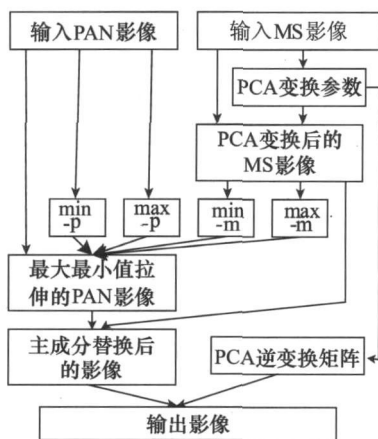 输入PAN影像
输入MS影像
PCA变换参数
PCA变换后的
MS影像
min
-p
max
-p
min
-m
max
-m
最大最小值拉
伸的PAN影像
主成分替换后
的影像
PCA逆变换矩阵
输出影像